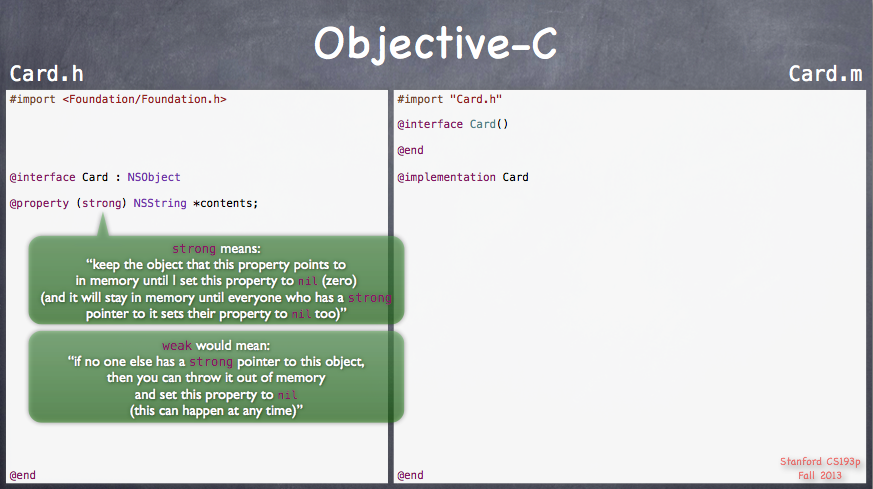 Objective-C
Card.h
Card.m
#import <Foundation/Foundation.h>
@interface Card : NSObject
@property (strong) NSString *contents;
strong means:
“keep the object that this property points to
in memory until I set this property to nil (zero)
(and it will stay in memory until everyone who has a strong
pointer to it sets their property to nil too)”
weak would mean:
“if no one else has a strong pointer to this object,
then you can throw it out of memory
and set this property to nil
(this can happen at any time)”
@end
#import "Card.h"
@interface Card()
@end
@implementation Card
@end
Stanford CS193p
Fall 2013